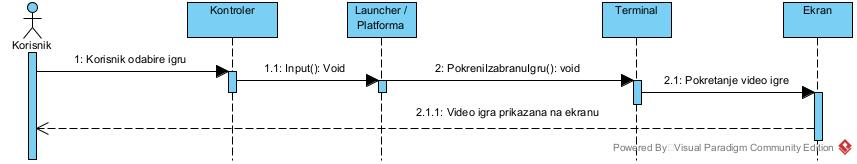 Kontroler
Launcher /
Platforma
Terminal
Ekran
Korisnik
1: Korisnik odabire igru
1.1: Input(): Void
2: PokreniIzabranuIgru(): void
2.1: Pokretanje video igre
2.1.1: Video igra prikazana na ekranu
Powered By Visual Paradigm Community Edition